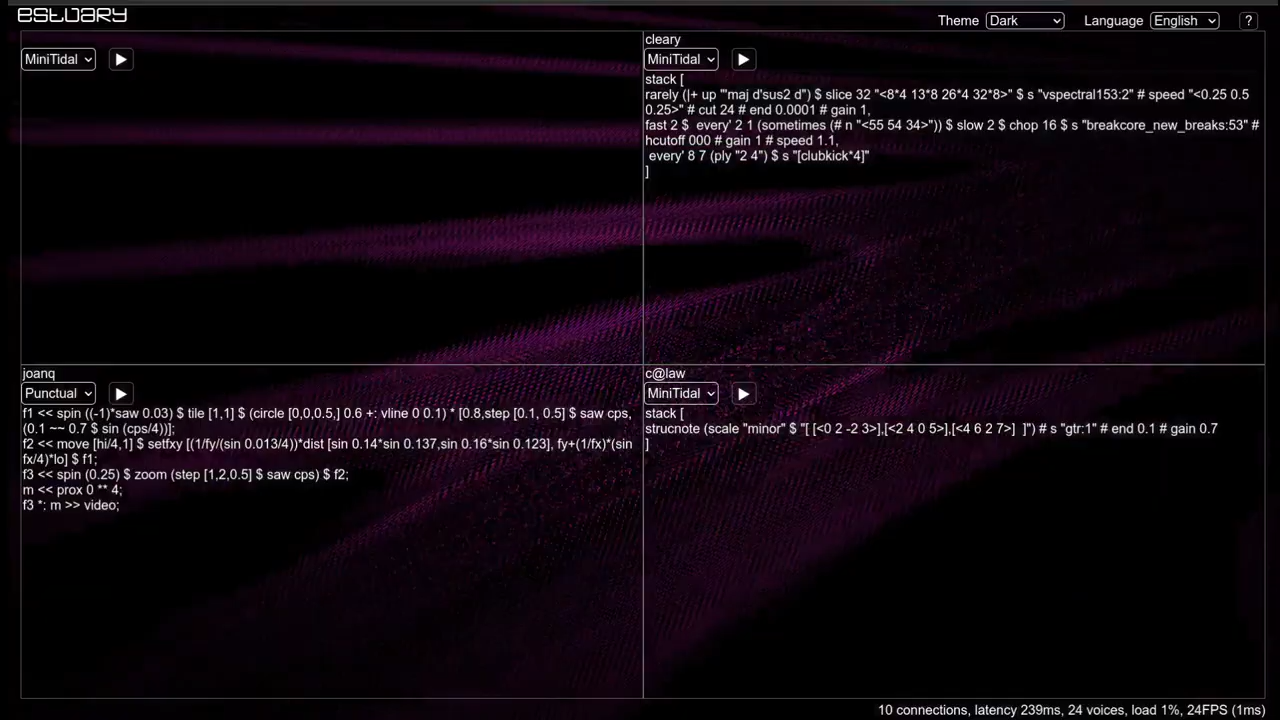 estuary
Theme Dark Language English ?
MiniTidal
cleary
MiniTidal
stack [
rarely (|+ up "'maj d'sus2 d") $ slice 32 "<8*4 13*8 26*4 32*8>" $ s "vspectral153:2" # speed "<0.25 0.5
0.25>" # cut 24 # end 0.0001 # gain 1,
fast 2 $  every' 2 1 (sometimes (# n "<55 54 34>")) $ slow 2 $ chop 16 $ s "breakcore_new_breaks:53" #
hcutoff 000 # gain 1 # speed 1.1,
every' 8 7 (ply "2 4") $ s "[clubkick*4]"
]
joanq
Punctual
f1 << spin ((-1)*saw 0.03) $ tile [1,1] $ (circle [0,0,0.5,] 0.6 +: vline 0 0.1) * [0.8,step [0.1, 0.5] $ saw cps,
(0.1 ~~ 0.7 $ sin (cps/4))];
f2 << move [hi/4,1] $ setfxy [(1/fy/(sin 0.013/4))*dist [sin 0.14*sin 0.137,sin 0.16*sin 0.123], fy+(1/fx)*(sin
fx/4)*lo] $ f1;
f3 << spin (0.25) $ zoom (step [1,2,0.5] $ saw cps) $ f2;
m << prox 0 ** 4;
f3 *: m >> video;
c@law
MiniTidal
stack [
strucnote (scale "minor" $ "[ [<0 2 -2 3>],[<2 4 0 5>],[<4 6 2 7>]  ]") # s "gtr:1" # end 0.1 # gain 0.7
]
10 connections, latency 239ms, 24 voices, load 1%, 24FPS (1ms)